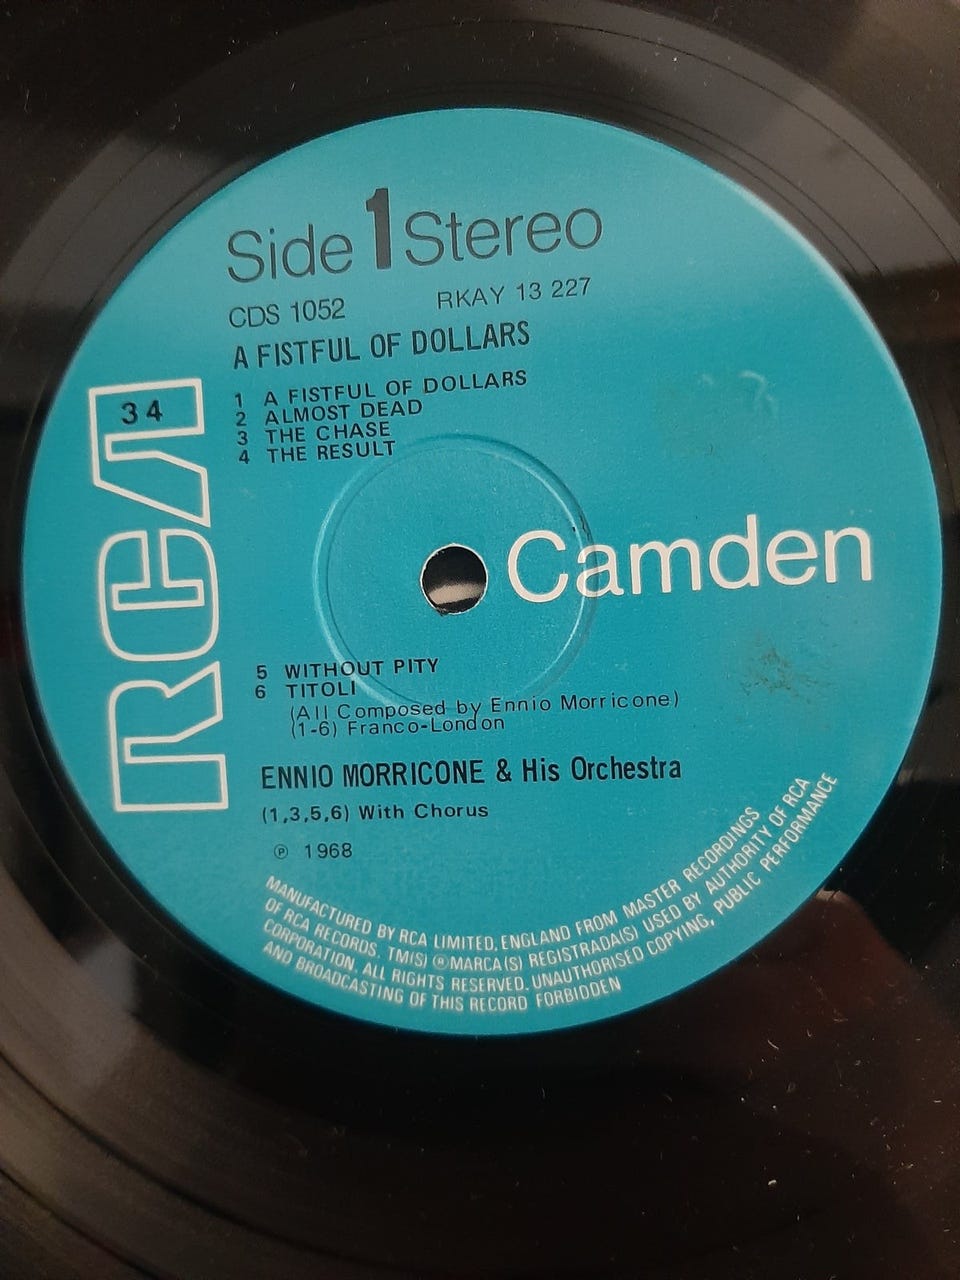 Side 1 Stereo
CDS 1052 RKAY 13 227
A FISTFUL OF DOLLARS
1 A FISTFUL OF DOLLARS
2 ALMOST DEAD
3 THE CHASE
4 THE RESULT
34
RCA
Camden
5 WITHOUT PITY
6 TITOLI
(All Composed by Ennio Morricone)
(1-6) Franco-London
ENNIO MORRICONE & His Orchestra
(1,3,5,6) With Chorus
℗ 1968
MANUFACTURED BY RCA LIMITED, ENGLAND FROM MASTER RECORDINGS
OF RCA RECORDS. TM(S) ® MARCA(S) REGISTRADA(S) USED BY AUTHORITY OF RCA
CORPORATION. ALL RIGHTS RESERVED. UNAUTHORISED COPYING, PUBLIC PERFORMANCE
AND BROADCASTING OF THIS RECORD FORBIDDEN